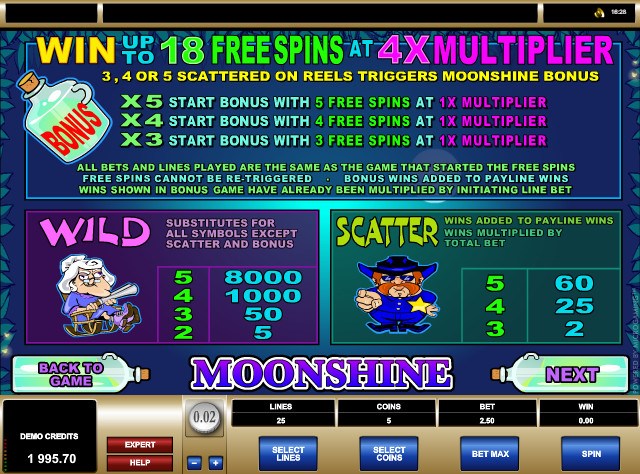 18:28
WIN UP TO 18 FREE SPINS AT 4X MULTIPLIER
3, 4 OR 5 SCATTERED ON REELS TRIGGERS MOONSHINE BONUS
BONUS
X5 START BONUS WITH 5 FREE SPINS AT 1X MULTIPLIER
X4 START BONUS WITH 4 FREE SPINS AT 1X MULTIPLIER
X3 START BONUS WITH 3 FREE SPINS AT 1X MULTIPLIER
ALL BETS AND LINES PLAYED ARE THE SAME AS THE GAME THAT STARTED THE FREE SPINS
FREE SPINS CANNOT BE RE-TRIGGERED - BONUS WINS ADDED TO PAYLINE WINS
WINS SHOWN IN BONUS GAME HAVE ALREADY BEEN MULTIPLIED BY INITIATING LINE BET
WILD
SUBSTITUTES FOR
ALL SYMBOLS EXCEPT
SCATTER AND BONUS
5 8000
4 1000
3 50
2 5
SCATTER
WINS ADDED TO PAYLINE WINS
WINS MULTIPLIED BY
TOTAL BET
5 60
4 25
3 2
BACK TO
GAME
MOONSHINE
NEXT
DEMO CREDITS
1 995.70
EXPERT
HELP
0.02
LINES
25
SELECT
LINES
COINS
5
SELECT
COINS
BET
2.50
BET MAX
WIN
0.00
SPIN